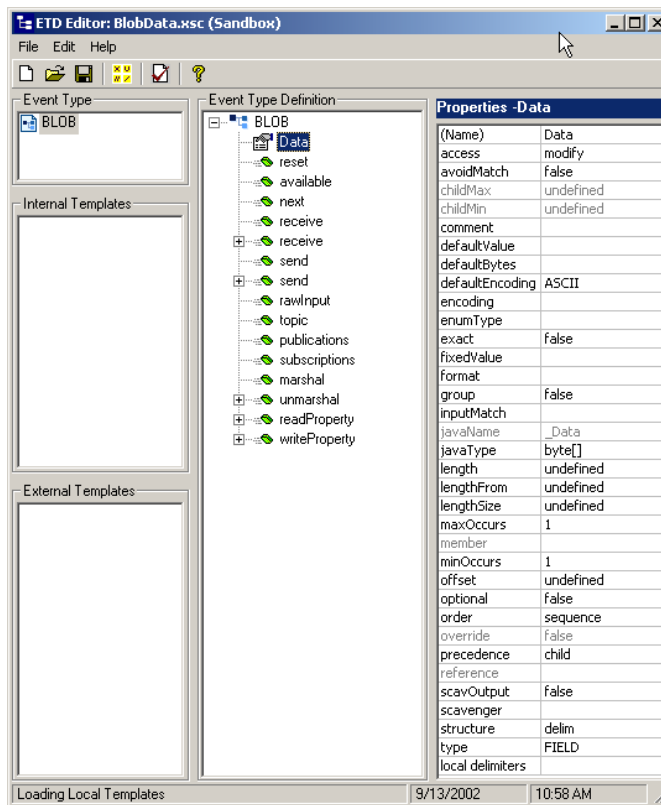 ETD Editor: BlobData.xsc (Sandbox)
File Edit Help
Event Type
BLOB
Internal Templates
External Templates
Event Type Definition
BLOB
Data
reset
available
next
receive
receive
send
send
rawInput
topic
publications
subscriptions
marshal
unmarshal
readProperty
writeProperty
Properties -Data
(Name) Data
access modify
avoidMatch false
childMax undefined
childMin undefined
comment
defaultValue
defaultBytes
defaultEncoding ASCII
encoding
enumType
exact false
fixedValue
format
group false
inputMatch
javaName _Data
javaType byte[]
length undefined
lengthFrom undefined
lengthSize undefined
maxOccurs 1
member
minOccurs 1
offset undefined
optional false
order sequence
override false
precedence child
reference
scavOutput false
scavenger
structure delim
type FIELD
local delimiters
Loading Local Templates 9/13/2002 10:58 AM